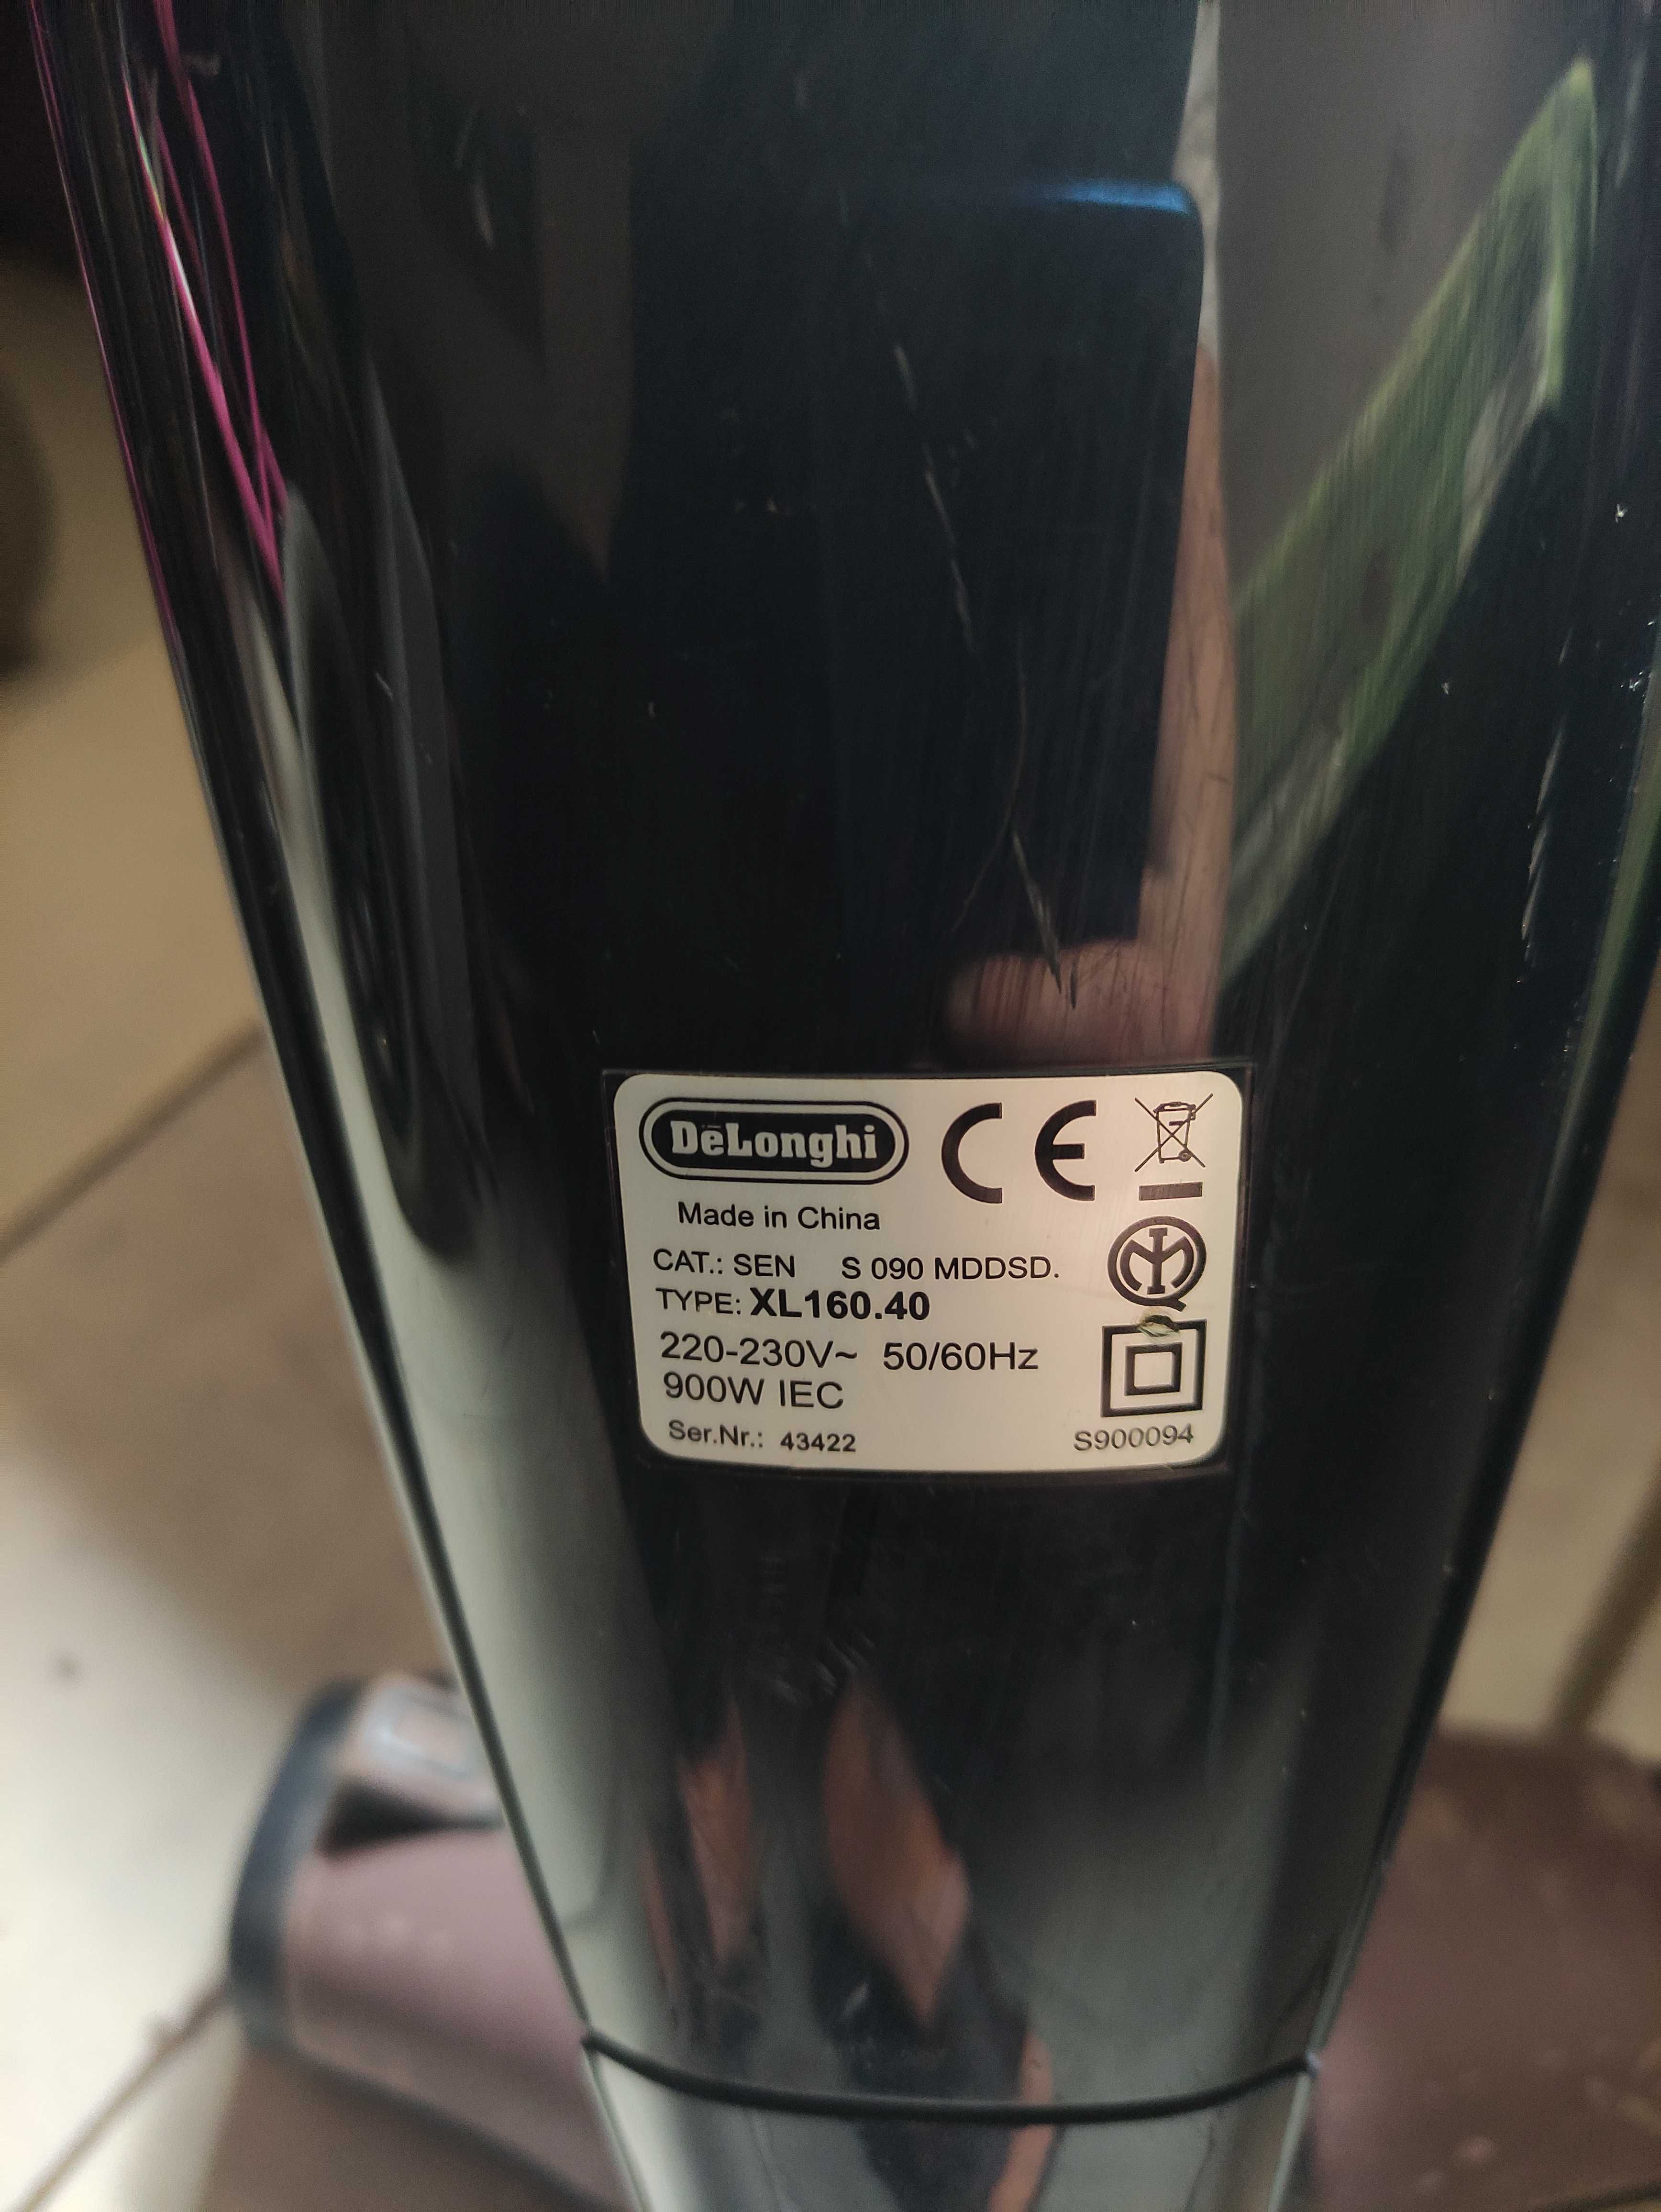 DēLonghi
CE
Made in China
CAT.: SEN S 090 MDDSD.
TYPE: XL160.40
220-230V~ 50/60Hz
900W IEC
Ser.Nr.: 43422 S900094